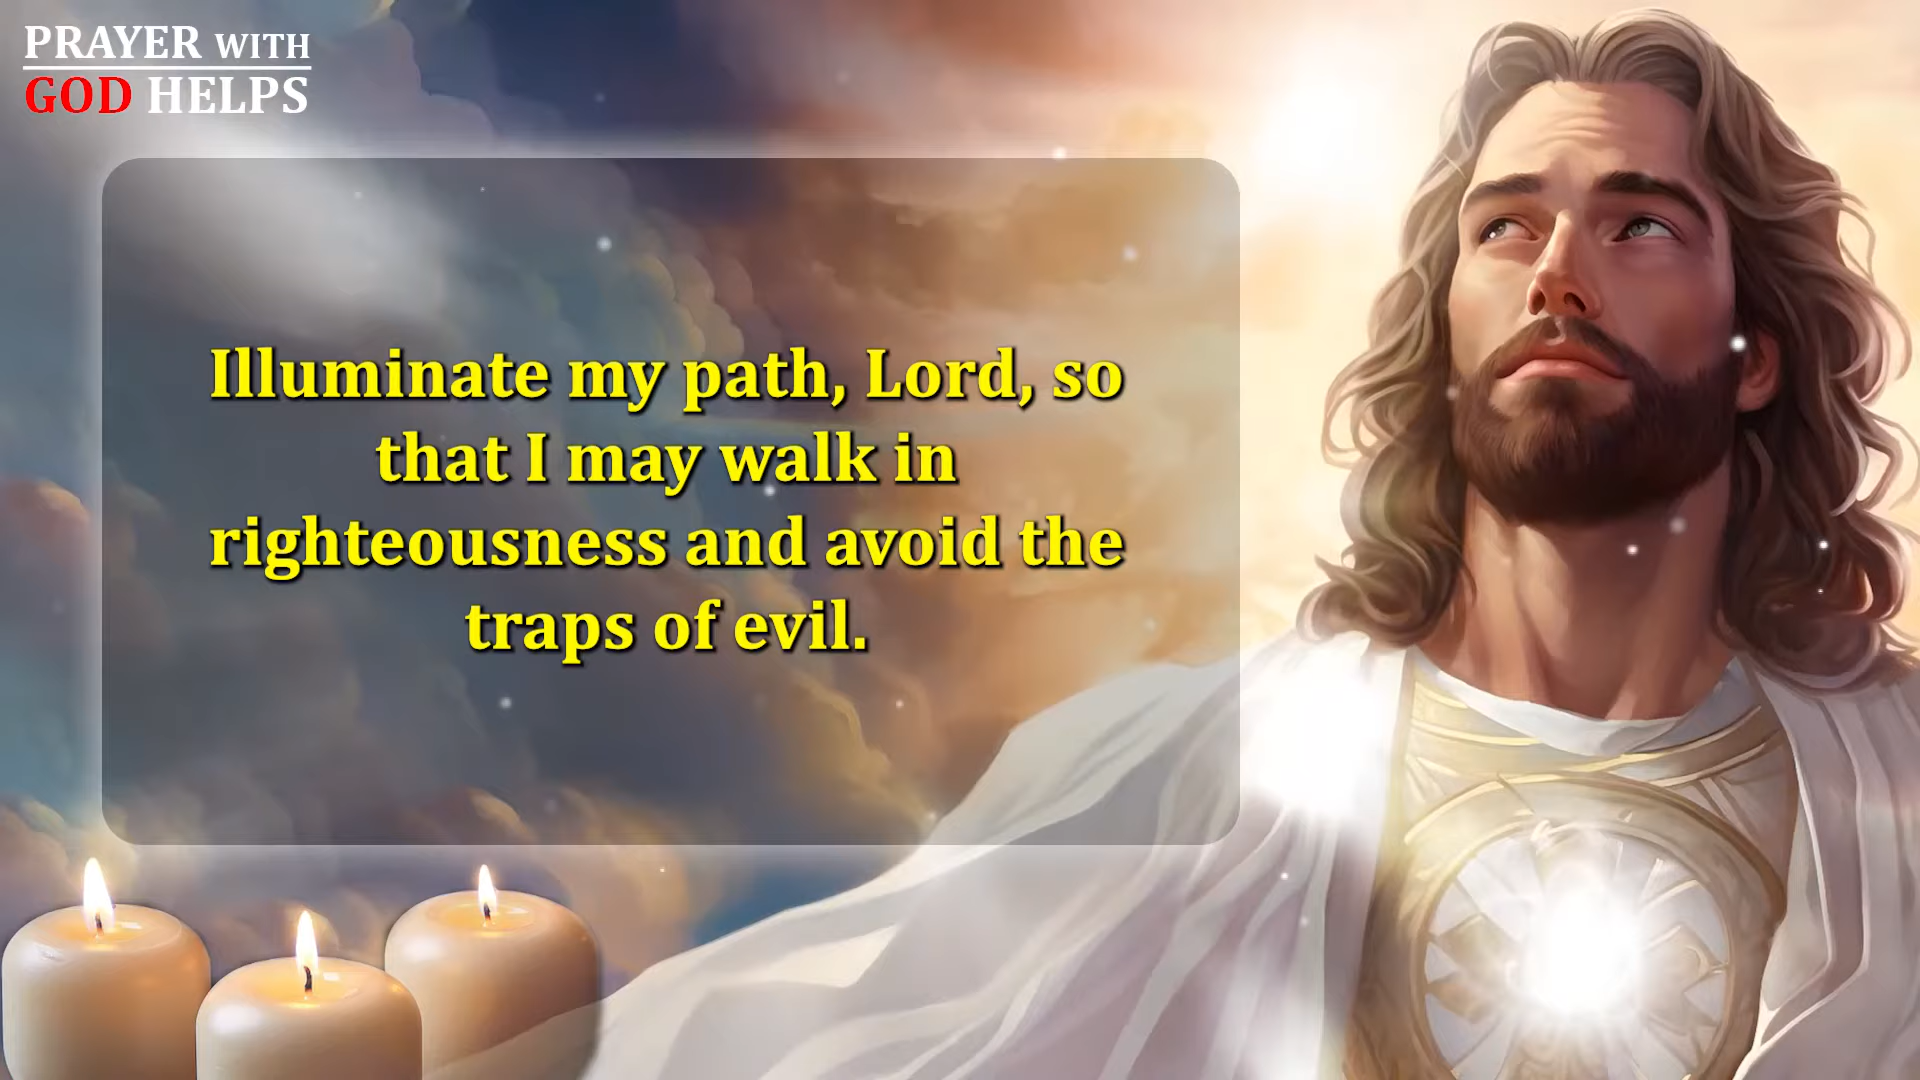 PRAYER WITH
GOD HELPS
Illuminate my path, Lord, so
that I may walk in
righteousness and avoid the
traps of evil.